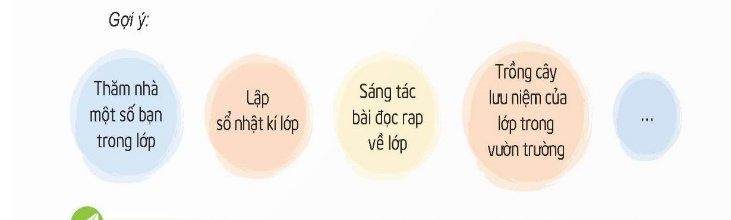 Gợi ý:
Thăm nhà
một số bạn
trong lớp
Lập
sổ nhật kí lớp
Sáng tác
bài đọc rap
về lớp
Trồng cây
lưu niệm của
lớp trong
vườn trường
...